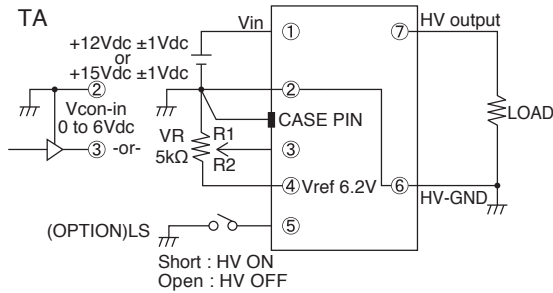 TA
+12Vdc ±1Vdc
or
+15Vdc ±1Vdc
Vin
①
⑦
HV output
②
Vcon-in
0 to 6Vdc
③ -or-
②
CASE PIN
LOAD
VR
5kΩ
R1
R2
③
④ Vref 6.2V
⑥
HV-GND
(OPTION)LS
⑤
Short : HV ON
Open : HV OFF